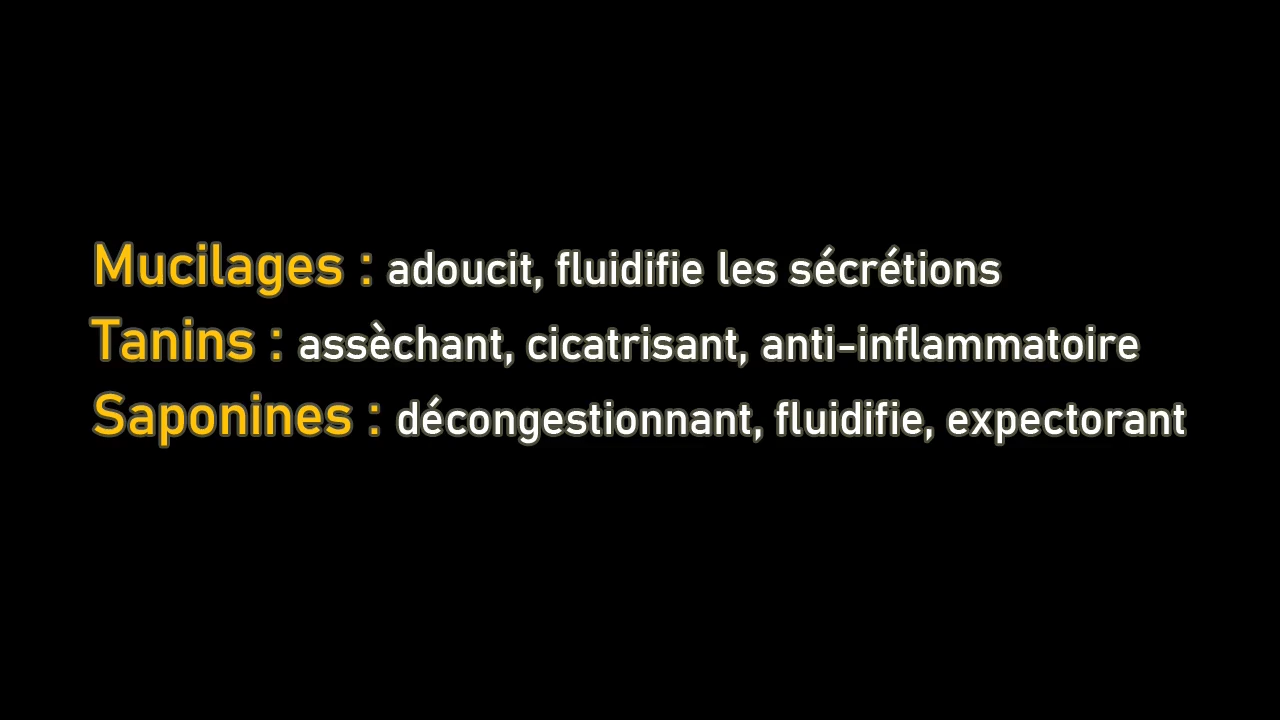 Mucilages : adoucit, fluidifie les sécrétions
Tanins : assèchant, cicatrisant, anti-inflammatoire
Saponines : décongestionnant, fluidifie, expectorant